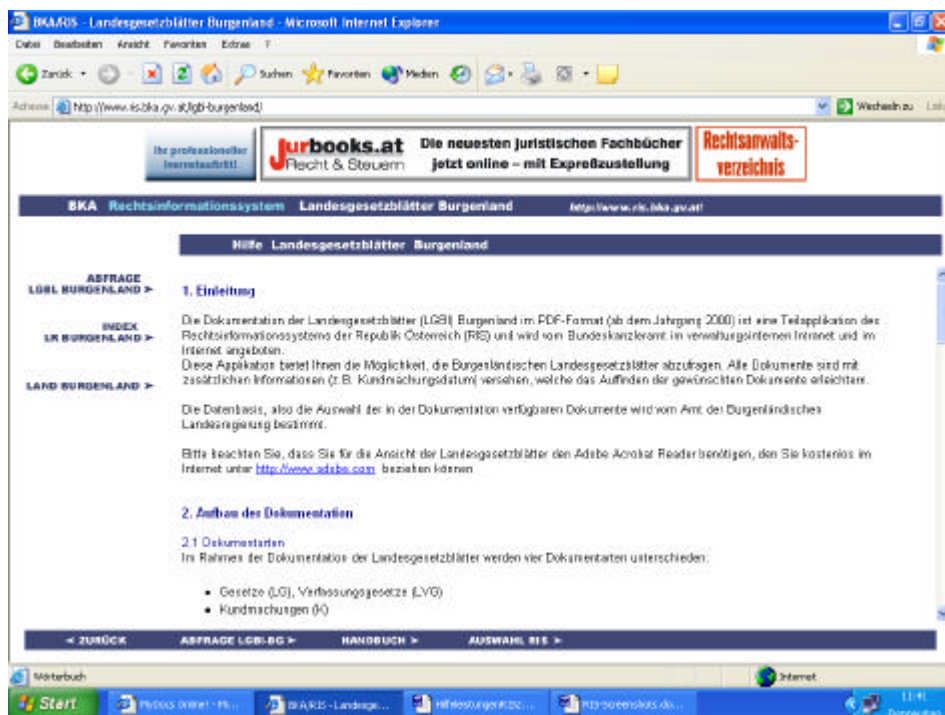 BKA/RIS - Landesgesetzblätter Burgenland - Microsoft Internet Explorer
Datei Bearbeiten Ansicht Favoriten Extras ?
Zurück Suchen Favoriten Medien
Adresse http://www.ris.bka.gv.at/lgbl-burgenland/ Wechseln zu
Ihr professioneller
Internetauftritt!
Jurbooks.at
Recht & Steuern
Die neuesten juristischen Fachbücher
jetzt online – mit Expreßzustellung
Rechtsanwalts-
verzeichnis
BKA Rechtsinformationssystem Landesgesetzblätter Burgenland http://www.ris.bka.gv.at/
Hilfe Landesgesetzblätter Burgenland
ABFRAGE
LGBL BURGENLAND >
INDEX
LR BURGENLAND >
LAND BURGENLAND >
1. Einleitung
Die Dokumentation der Landesgesetzblätter (LGBl) Burgenland im PDF-Format (ab dem Jahrgang 2000) ist eine Teilapplikation des
Rechtsinformationssystems der Republik Österreich (RIS) und wird vom Bundeskanzleramt im verwaltungsinternen Intranet und im
Internet angeboten.
Diese Applikation bietet Ihnen die Möglichkeit, die Burgenländischen Landesgesetzblätter abzufragen. Alle Dokumente sind mit
zusätzlichen Informationen (z.B. Kundmachungsdatum) versehen, welche das Auffinden der gewünschten Dokumente erleichtern.
Die Datenbasis, also die Auswahl der in der Dokumentation verfügbaren Dokumente wird vom Amt der Burgenländischen
Landesregierung bestimmt.
Bitte beachten Sie, dass Sie für die Ansicht der Landesgesetzblätter den Adobe Acrobat Reader benötigen, den Sie kostenlos im
Internet unter http://www.adobe.com beziehen können
2. Aufbau der Dokumentation
2.1 Dokumentarten
Im Rahmen der Dokumentation der Landesgesetzblätter werden vier Dokumentarten unterschieden:
• Gesetze (LG), Verfassungsgesetze (LVG)
• Kundmachungen (K)
< ZURÜCK ABFRAGE LGBl-BG > HANDBUCH > AUSWAHL RIS >
Wörterbuch Internet
Start BKA/RIS - Landesge... RIS-Screenshots.do... 11:41
Donnerstag